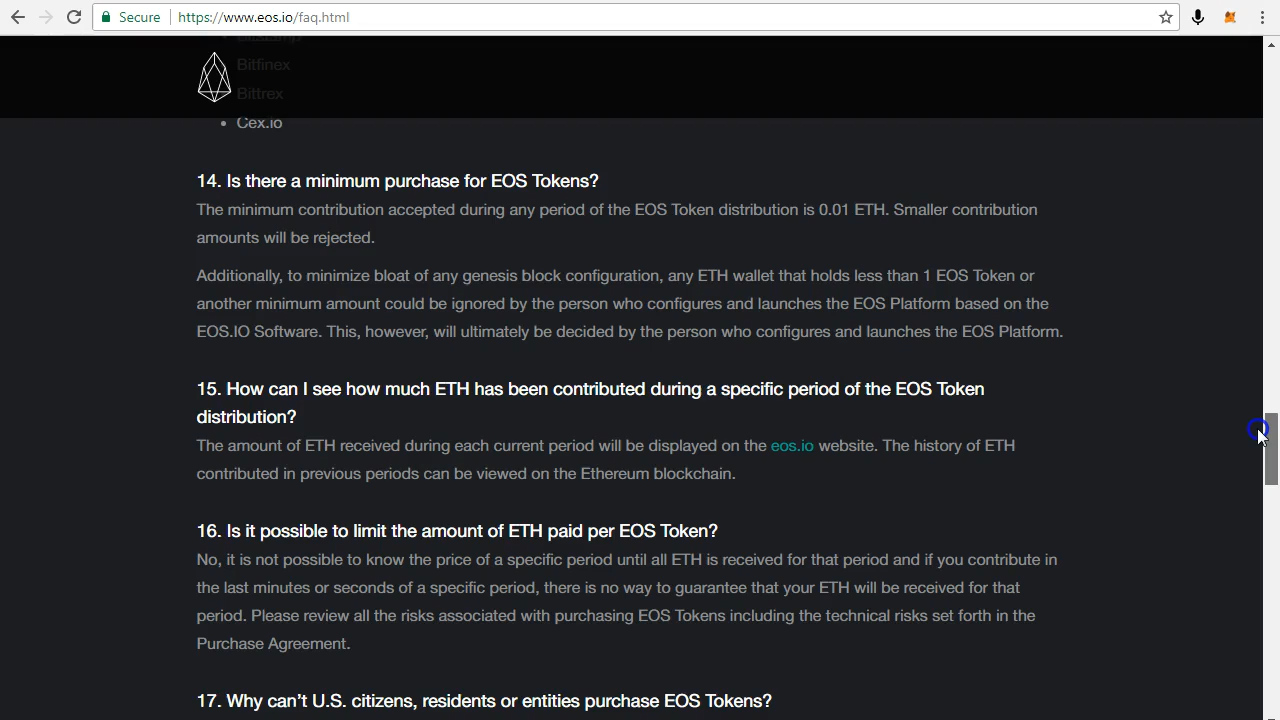 Secure https://www.eos.io/faq.html
Bitfinex
Bittrex
Cex.io
14. Is there a minimum purchase for EOS Tokens?
The minimum contribution accepted during any period of the EOS Token distribution is 0.01 ETH. Smaller contribution
amounts will be rejected.
Additionally, to minimize bloat of any genesis block configuration, any ETH wallet that holds less than 1 EOS Token or
another minimum amount could be ignored by the person who configures and launches the EOS Platform based on the
EOS.IO Software. This, however, will ultimately be decided by the person who configures and launches the EOS Platform.
15. How can I see how much ETH has been contributed during a specific period of the EOS Token
distribution?
The amount of ETH received during each current period will be displayed on the eos.io website. The history of ETH
contributed in previous periods can be viewed on the Ethereum blockchain.
16. Is it possible to limit the amount of ETH paid per EOS Token?
No, it is not possible to know the price of a specific period until all ETH is received for that period and if you contribute in
the last minutes or seconds of a specific period, there is no way to guarantee that your ETH will be received for that
period. Please review all the risks associated with purchasing EOS Tokens including the technical risks set forth in the
Purchase Agreement.
17. Why can’t U.S. citizens, residents or entities purchase EOS Tokens?